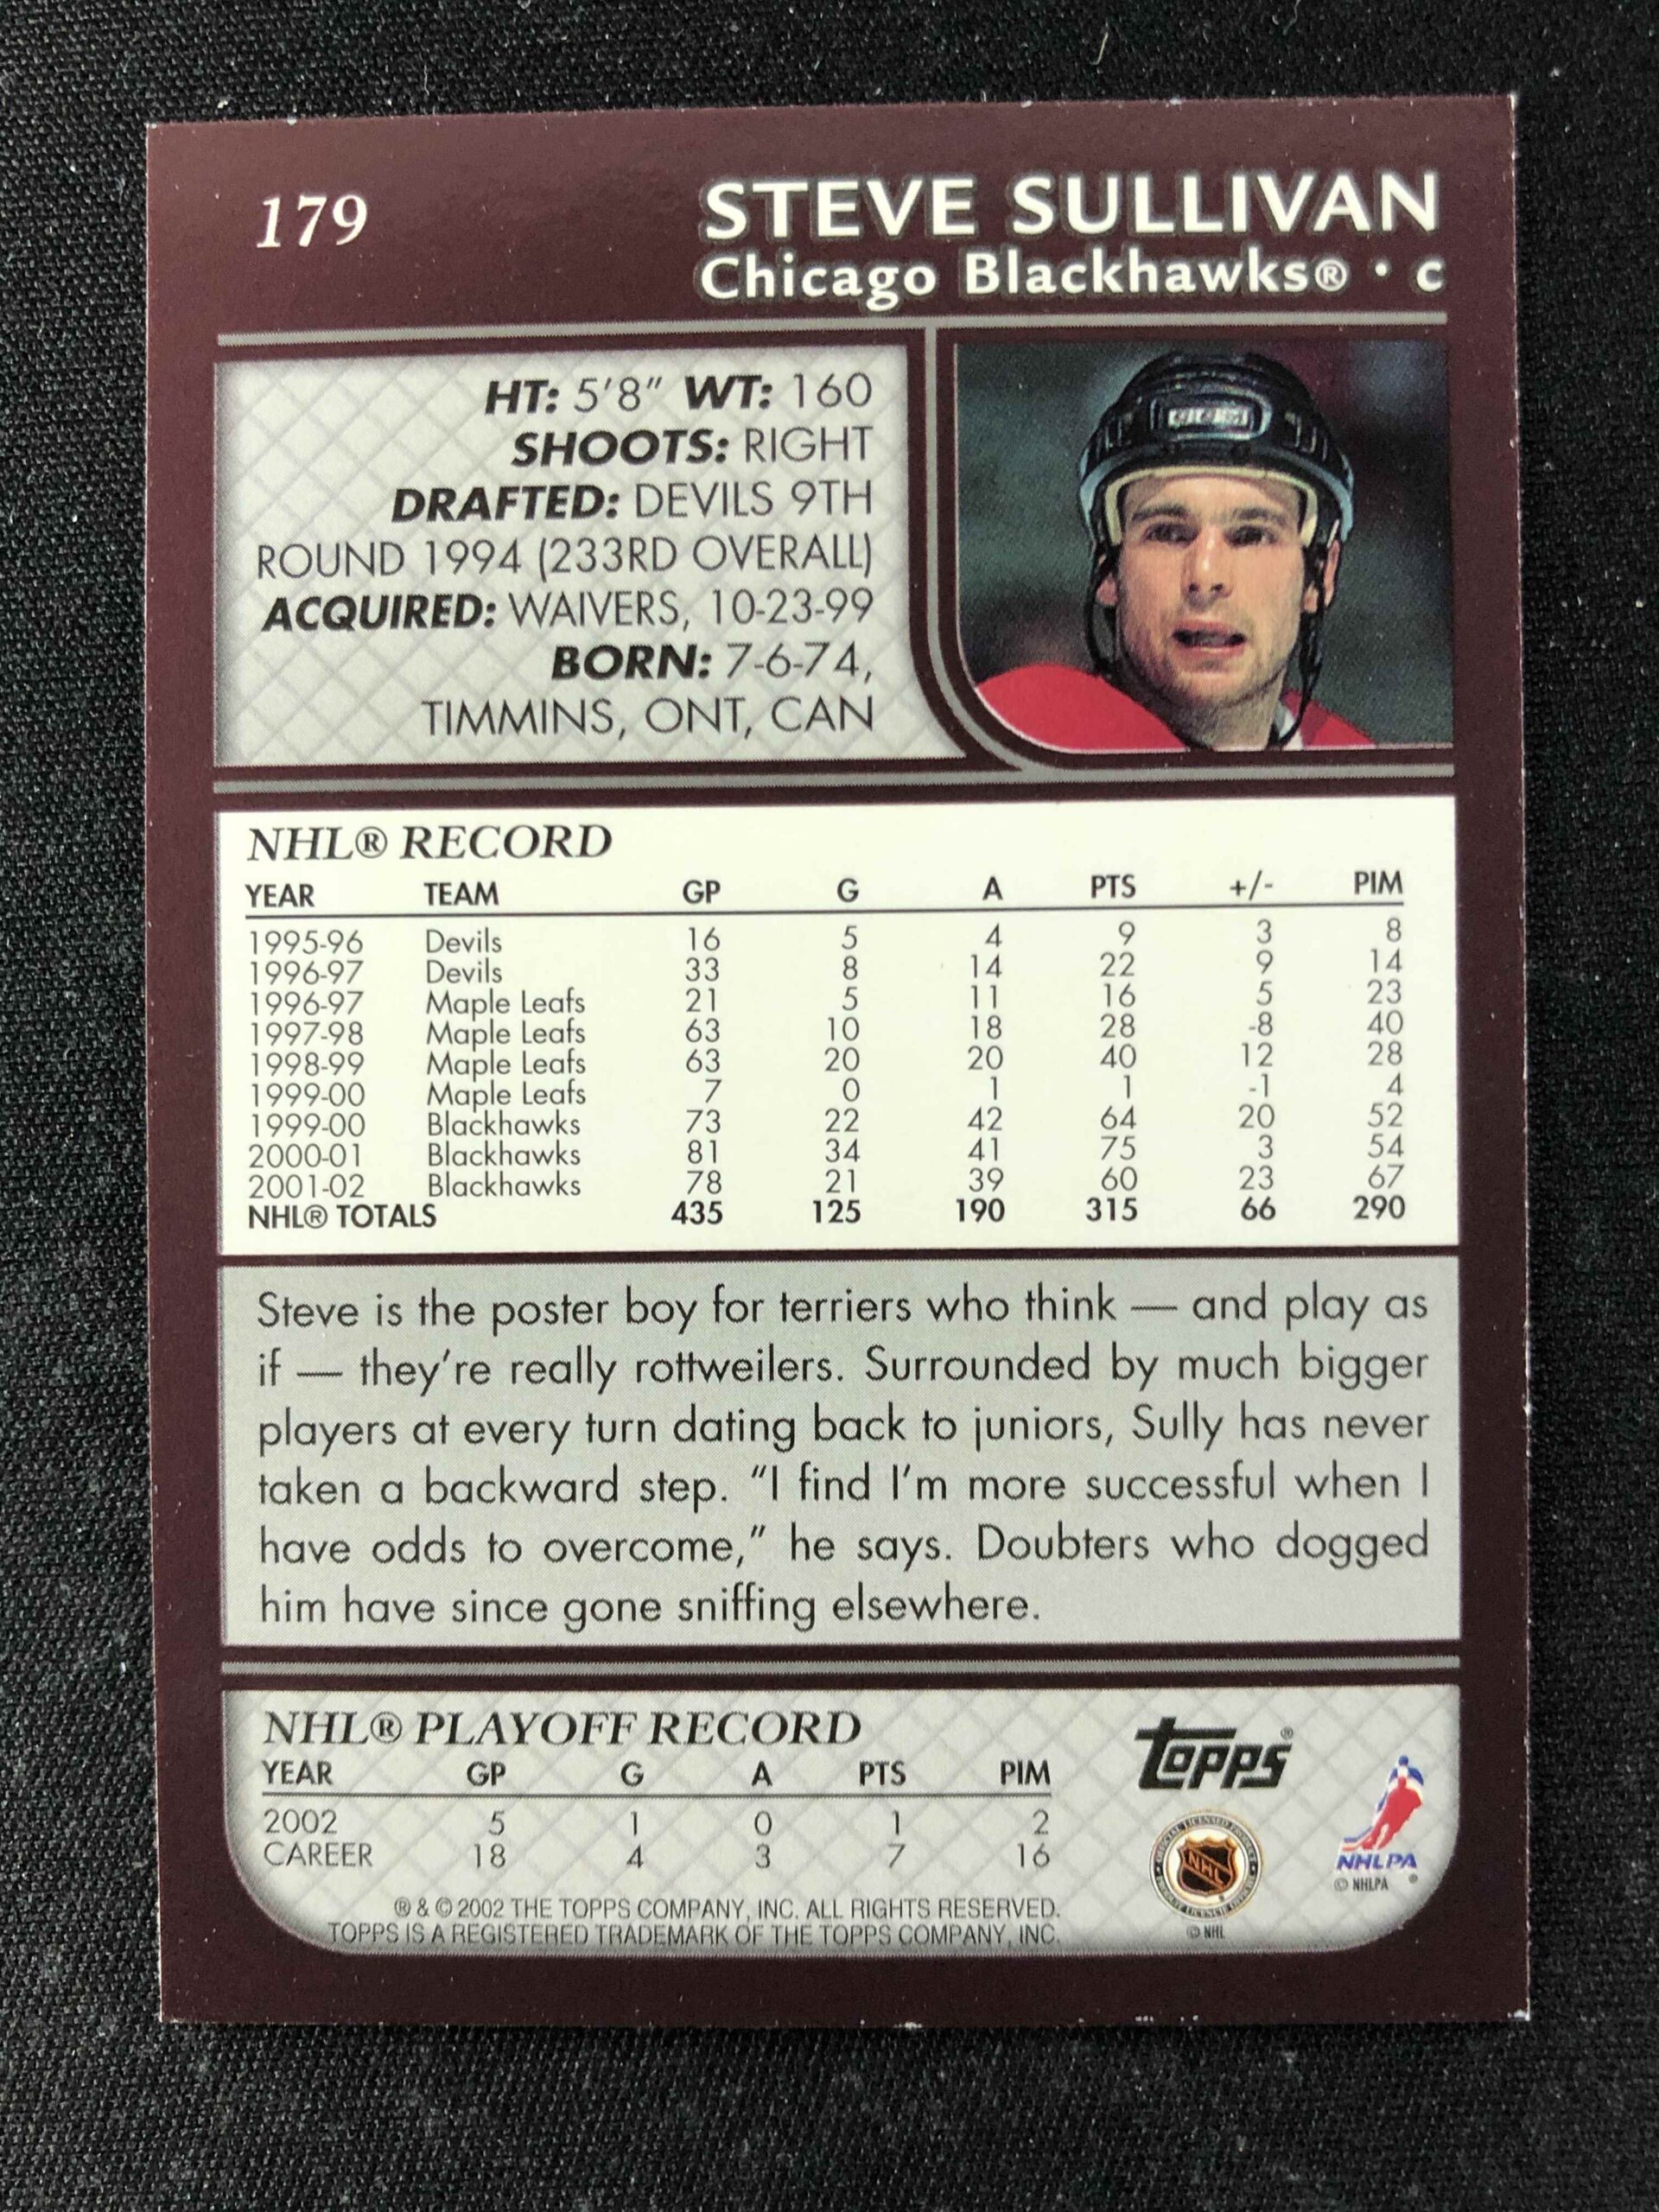 179
STEVE SULLIVAN
Chicago Blackhawks® • C
HT: 5'8" WT: 160
SHOOTS: RIGHT
DRAFTED: DEVILS 9TH
ROUND 1994 (233RD OVERALL)
ACQUIRED: WAIVERS, 10-23-99
BORN: 7-6-74,
TIMMINS, ONT, CAN
NHL® RECORD
YEAR TEAM GP G A PTS +/- PIM
1995-96 Devils 16 5 4 9 3 8
1996-97 Devils 33 8 14 22 9 14
1996-97 Maple Leafs 21 5 11 16 5 23
1997-98 Maple Leafs 63 10 18 28 -8 40
1998-99 Maple Leafs 63 20 20 40 12 28
1999-00 Maple Leafs 7 0 1 1 -1 4
1999-00 Blackhawks 73 22 42 64 20 52
2000-01 Blackhawks 81 34 41 75 3 54
2001-02 Blackhawks 78 21 39 60 23 67
NHL® TOTALS 435 125 190 315 66 290
Steve is the poster boy for terriers who think — and play as
if — they're really rottweilers. Surrounded by much bigger
players at every turn dating back to juniors, Sully has never
taken a backward step. "I find I'm more successful when I
have odds to overcome," he says. Doubters who dogged
him have since gone sniffing elsewhere.
NHL® PLAYOFF RECORD
YEAR GP G A PTS PIM
2002 5 1 0 1 2
CAREER 18 4 3 7 16
® & © 2002 THE TOPPS COMPANY, INC. ALL RIGHTS RESERVED.
TOPPS IS A REGISTERED TRADEMARK OF THE TOPPS COMPANY, INC.
topps®
NHL
© NHL
NHLPA
© NHLPA ®